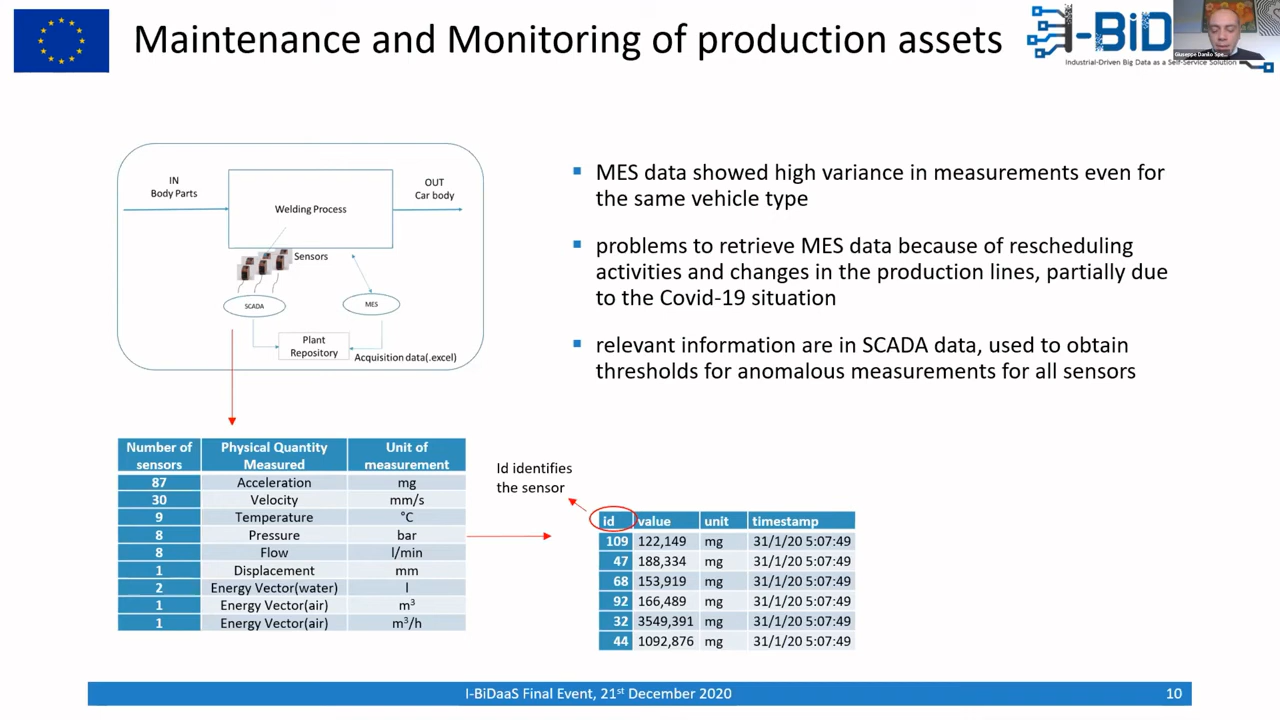 Maintenance and Monitoring of production assets
I-BiD
Industrial-Driven Big Data as a Self-Service Solution
Giuseppe Danilo Spe...
IN
Body Parts
Welding Process
OUT
Car body
Sensors
SCADA
MES
Plant
Repository
Acquisition data(.excel)
▪ MES data showed high variance in measurements even for
the same vehicle type
▪ problems to retrieve MES data because of rescheduling
activities and changes in the production lines, partially due
to the Covid-19 situation
▪ relevant information are in SCADA data, used to obtain
thresholds for anomalous measurements for all sensors
Number of sensors Physical Quantity Measured Unit of measurement
87 Acceleration mg
30 Velocity mm/s
9 Temperature °C
8 Pressure bar
8 Flow l/min
1 Displacement mm
2 Energy Vector(water) l
1 Energy Vector(air) m³
1 Energy Vector(air) m³/h
Id identifies
the sensor
id value unit timestamp
109 122,149 mg 31/1/20 5:07:49
47 188,334 mg 31/1/20 5:07:49
68 153,919 mg 31/1/20 5:07:49
92 166,489 mg 31/1/20 5:07:49
32 3549,391 mg 31/1/20 5:07:49
44 1092,876 mg 31/1/20 5:07:49
I-BiDaaS Final Event, 21st December 2020
10